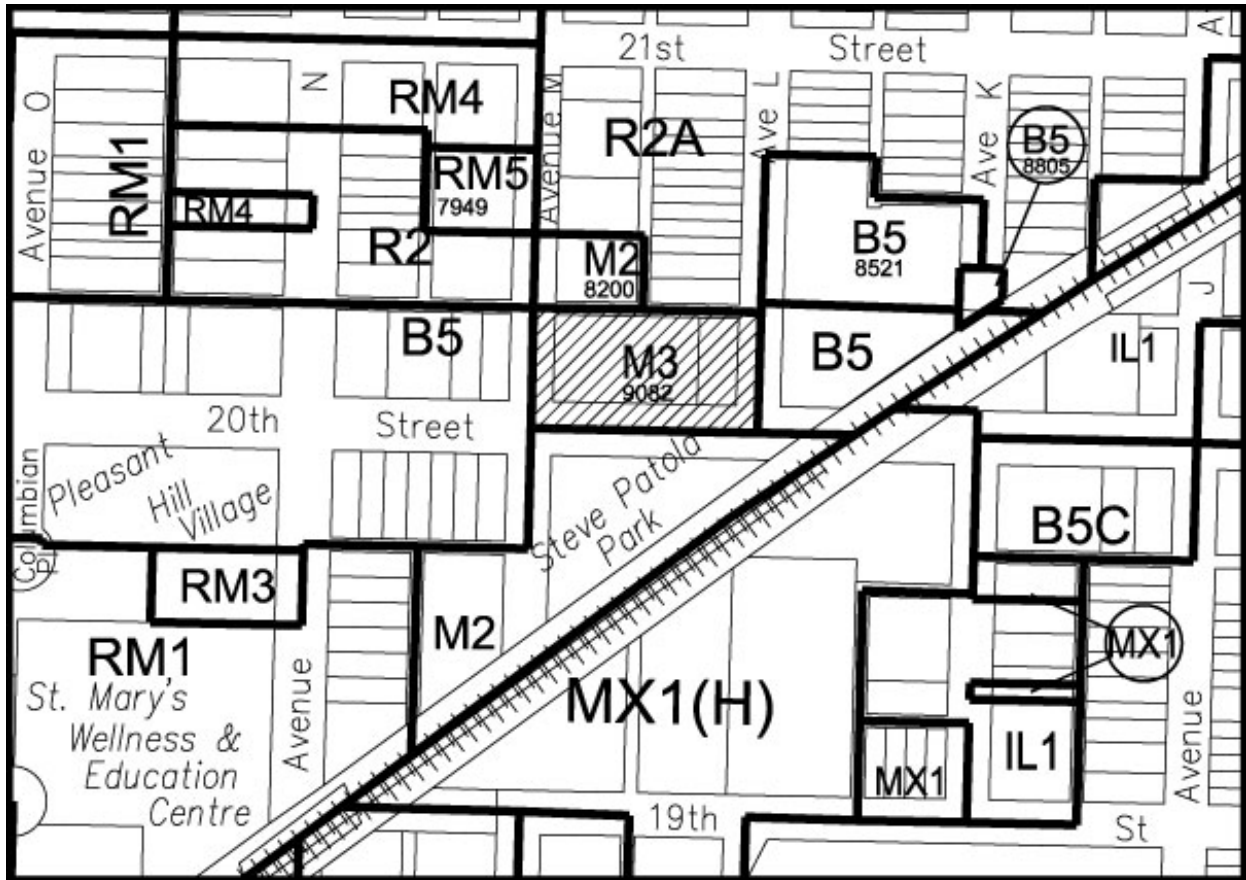 21st Street
Avenue O
N
Avenue M
Ave L
Ave K
A
RM4
R2A
B5
8805
RM1
RM5
7949
RM4
R2
M2
8200
B5
8521
J
B5
M3
9082
B5
IL1
20th Street
Columbian
Pl
Pleasant
Hill
Village
Steve Patola
Park
B5C
RM3
RM1
M2
MX1
St. Mary's
Wellness &
Education
Centre
Avenue
MX1(H)
MX1
IL1
Avenue
19th
St